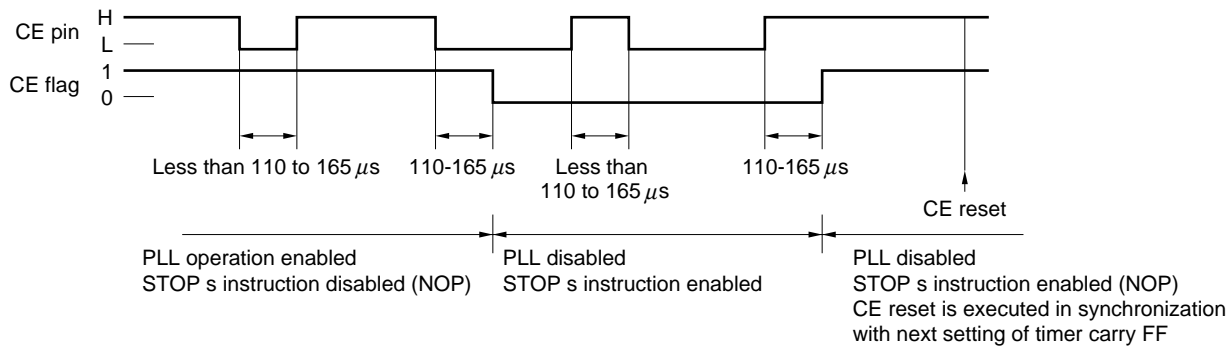 CE pin
H
L
CE flag
1
0
Less than 110 to 165 μs
110-165 μs
Less than
110 to 165 μs
110-165 μs
CE reset
PLL operation enabled
STOP s instruction disabled (NOP)
PLL disabled
STOP s instruction enabled
PLL disabled
STOP s instruction enabled (NOP)
CE reset is executed in synchronization
with next setting of timer carry FF